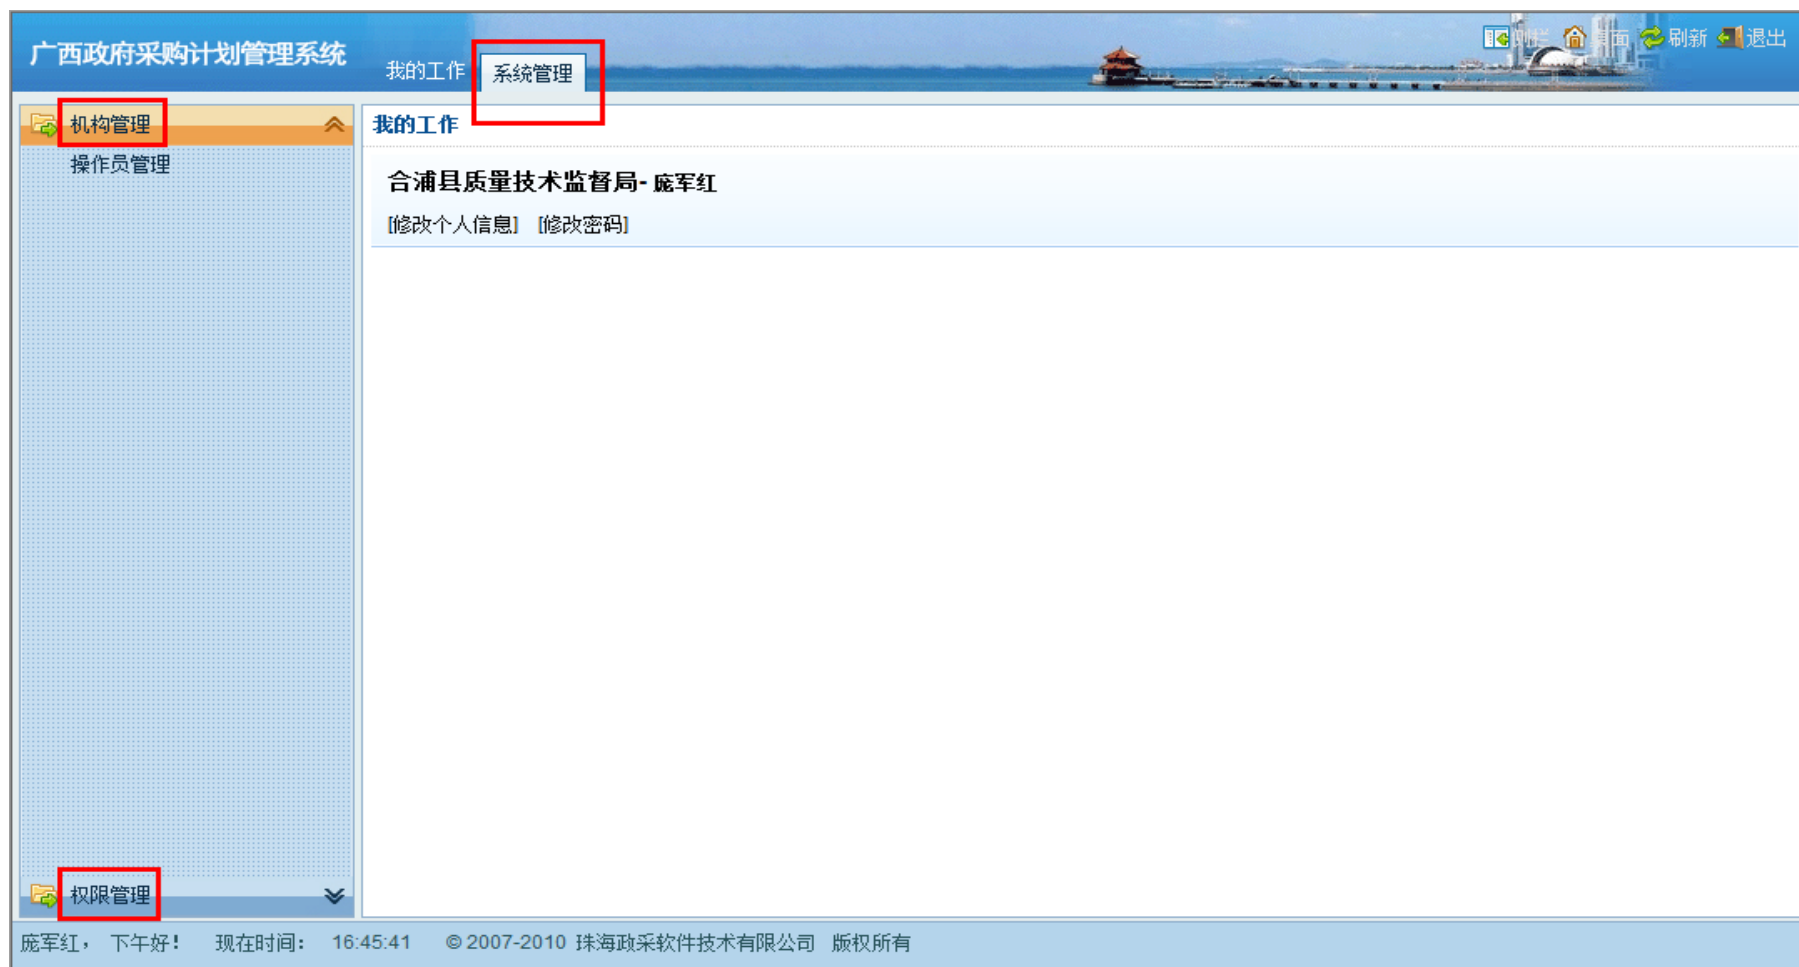 广西政府采购计划管理系统
我的工作 系统管理
侧栏 桌面 刷新 退出
机构管理
操作员管理
权限管理
我的工作
合浦县质量技术监督局- 庞军红
[修改个人信息] [修改密码]
庞军红， 下午好！ 现在时间： 16:45:41 © 2007-2010 珠海政采软件技术有限公司 版权所有